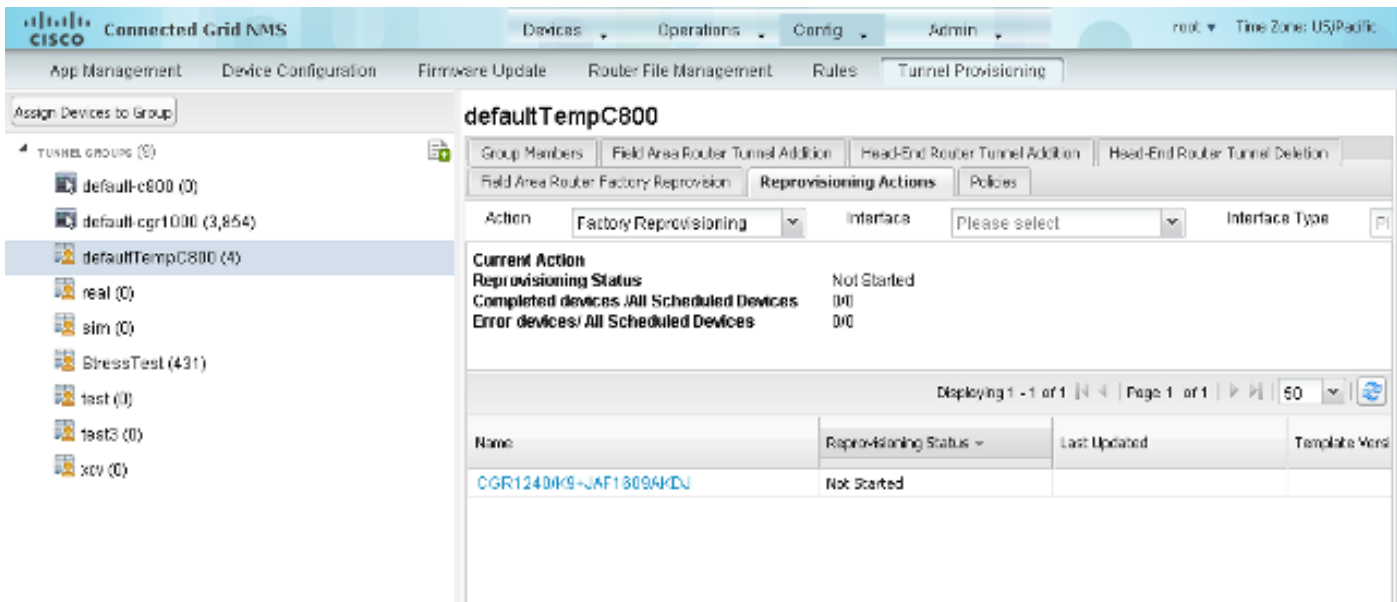 CISCO Connected Grid NMS Devices Operations Config Admin root Time Zone: US/Pacific
App Management Device Configuration Firmware Update Router File Management Rules Tunnel Provisioning
Assign Devices to Group
defaultTempC800
TUNNEL GROUPS (9)
Group Members Field Area Router Tunnel Addition Head-End Router Tunnel Addition Head-End Router Tunnel Deletion
Field Area Router Factory Reprovision Reprovisioning Actions Policies
default-c800 (0)
default-cgr1000 (3,854)
defaultTempC800 (4)
real (0)
sim (0)
StressTest (431)
test (0)
test3 (0)
xcv (0)
Action Factory Reprovisioning Interface Please select Interface Type
Current Action
Reprovisioning Status Not Started
Completed devices /All Scheduled Devices 0/0
Error devices/ All Scheduled Devices 0/0
Displaying 1 - 1 of 1 Page 1 of 1 50
Name Reprovisioning Status Last Updated Template Versi
CGR1240/K9+JAF1609AKDJ Not Started